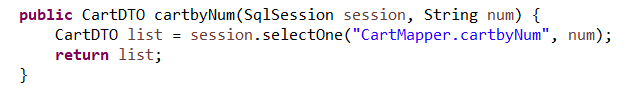 public CartDTO cartbyNum(SqlSession session, String num) {
    CartDTO list = session.selectOne("CartMapper.cartbyNum", num);
    return list;
}